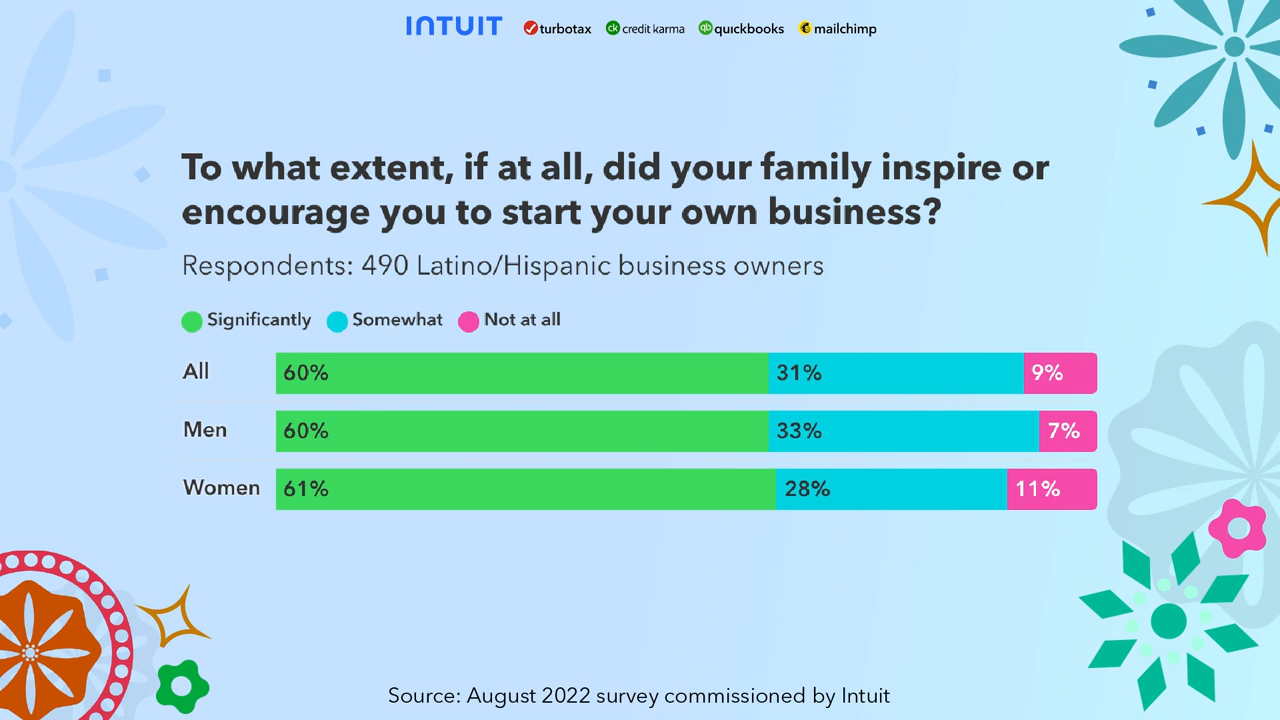 INTUIT turbotax ck credit karma qb quickbooks mailchimp
To what extent, if at all, did your family inspire or
encourage you to start your own business?
Respondents: 490 Latino/Hispanic business owners
Significantly Somewhat Not at all
All 60% 31% 9%
Men 60% 33% 7%
Women 61% 28% 11%
Source: August 2022 survey commissioned by Intuit